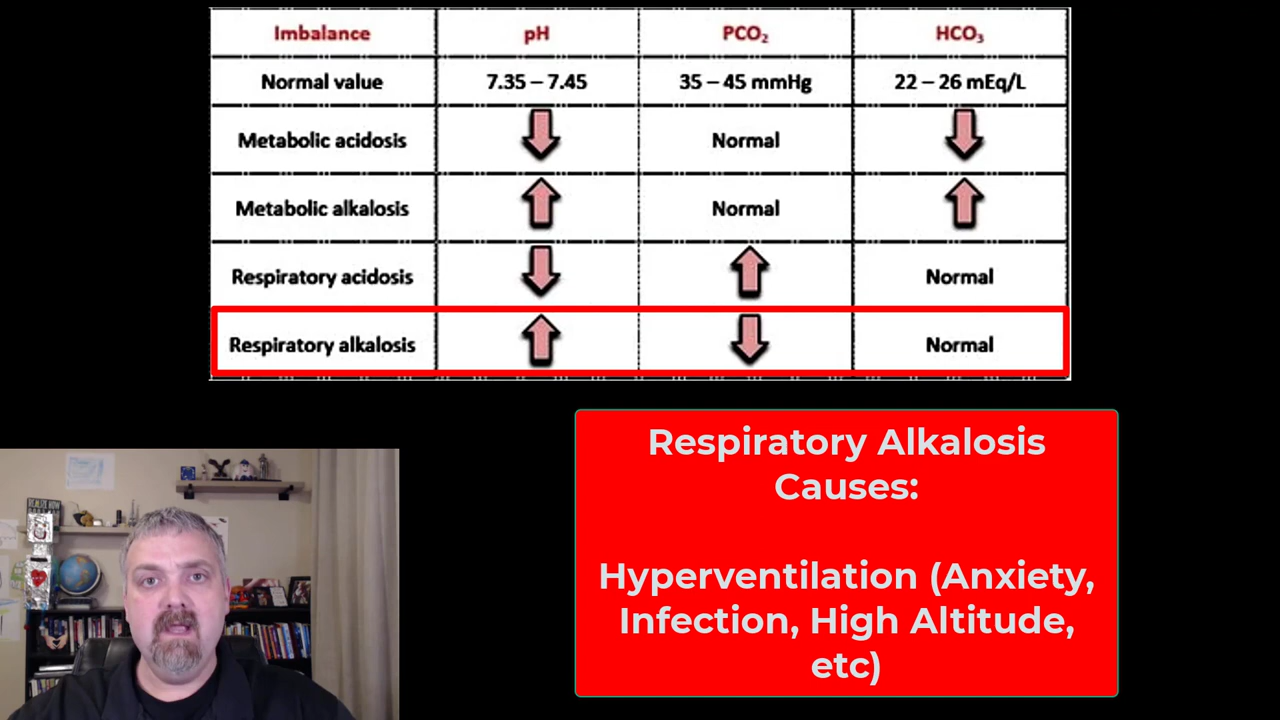 Imbalance pH PCO₂ HCO₃
Normal value 7.35 – 7.45 35 – 45 mmHg 22 – 26 mEq/L
Metabolic acidosis Normal
Metabolic alkalosis Normal
Respiratory acidosis Normal
Respiratory alkalosis Normal
Respiratory Alkalosis
Causes:
Hyperventilation (Anxiety,
Infection, High Altitude,
etc)